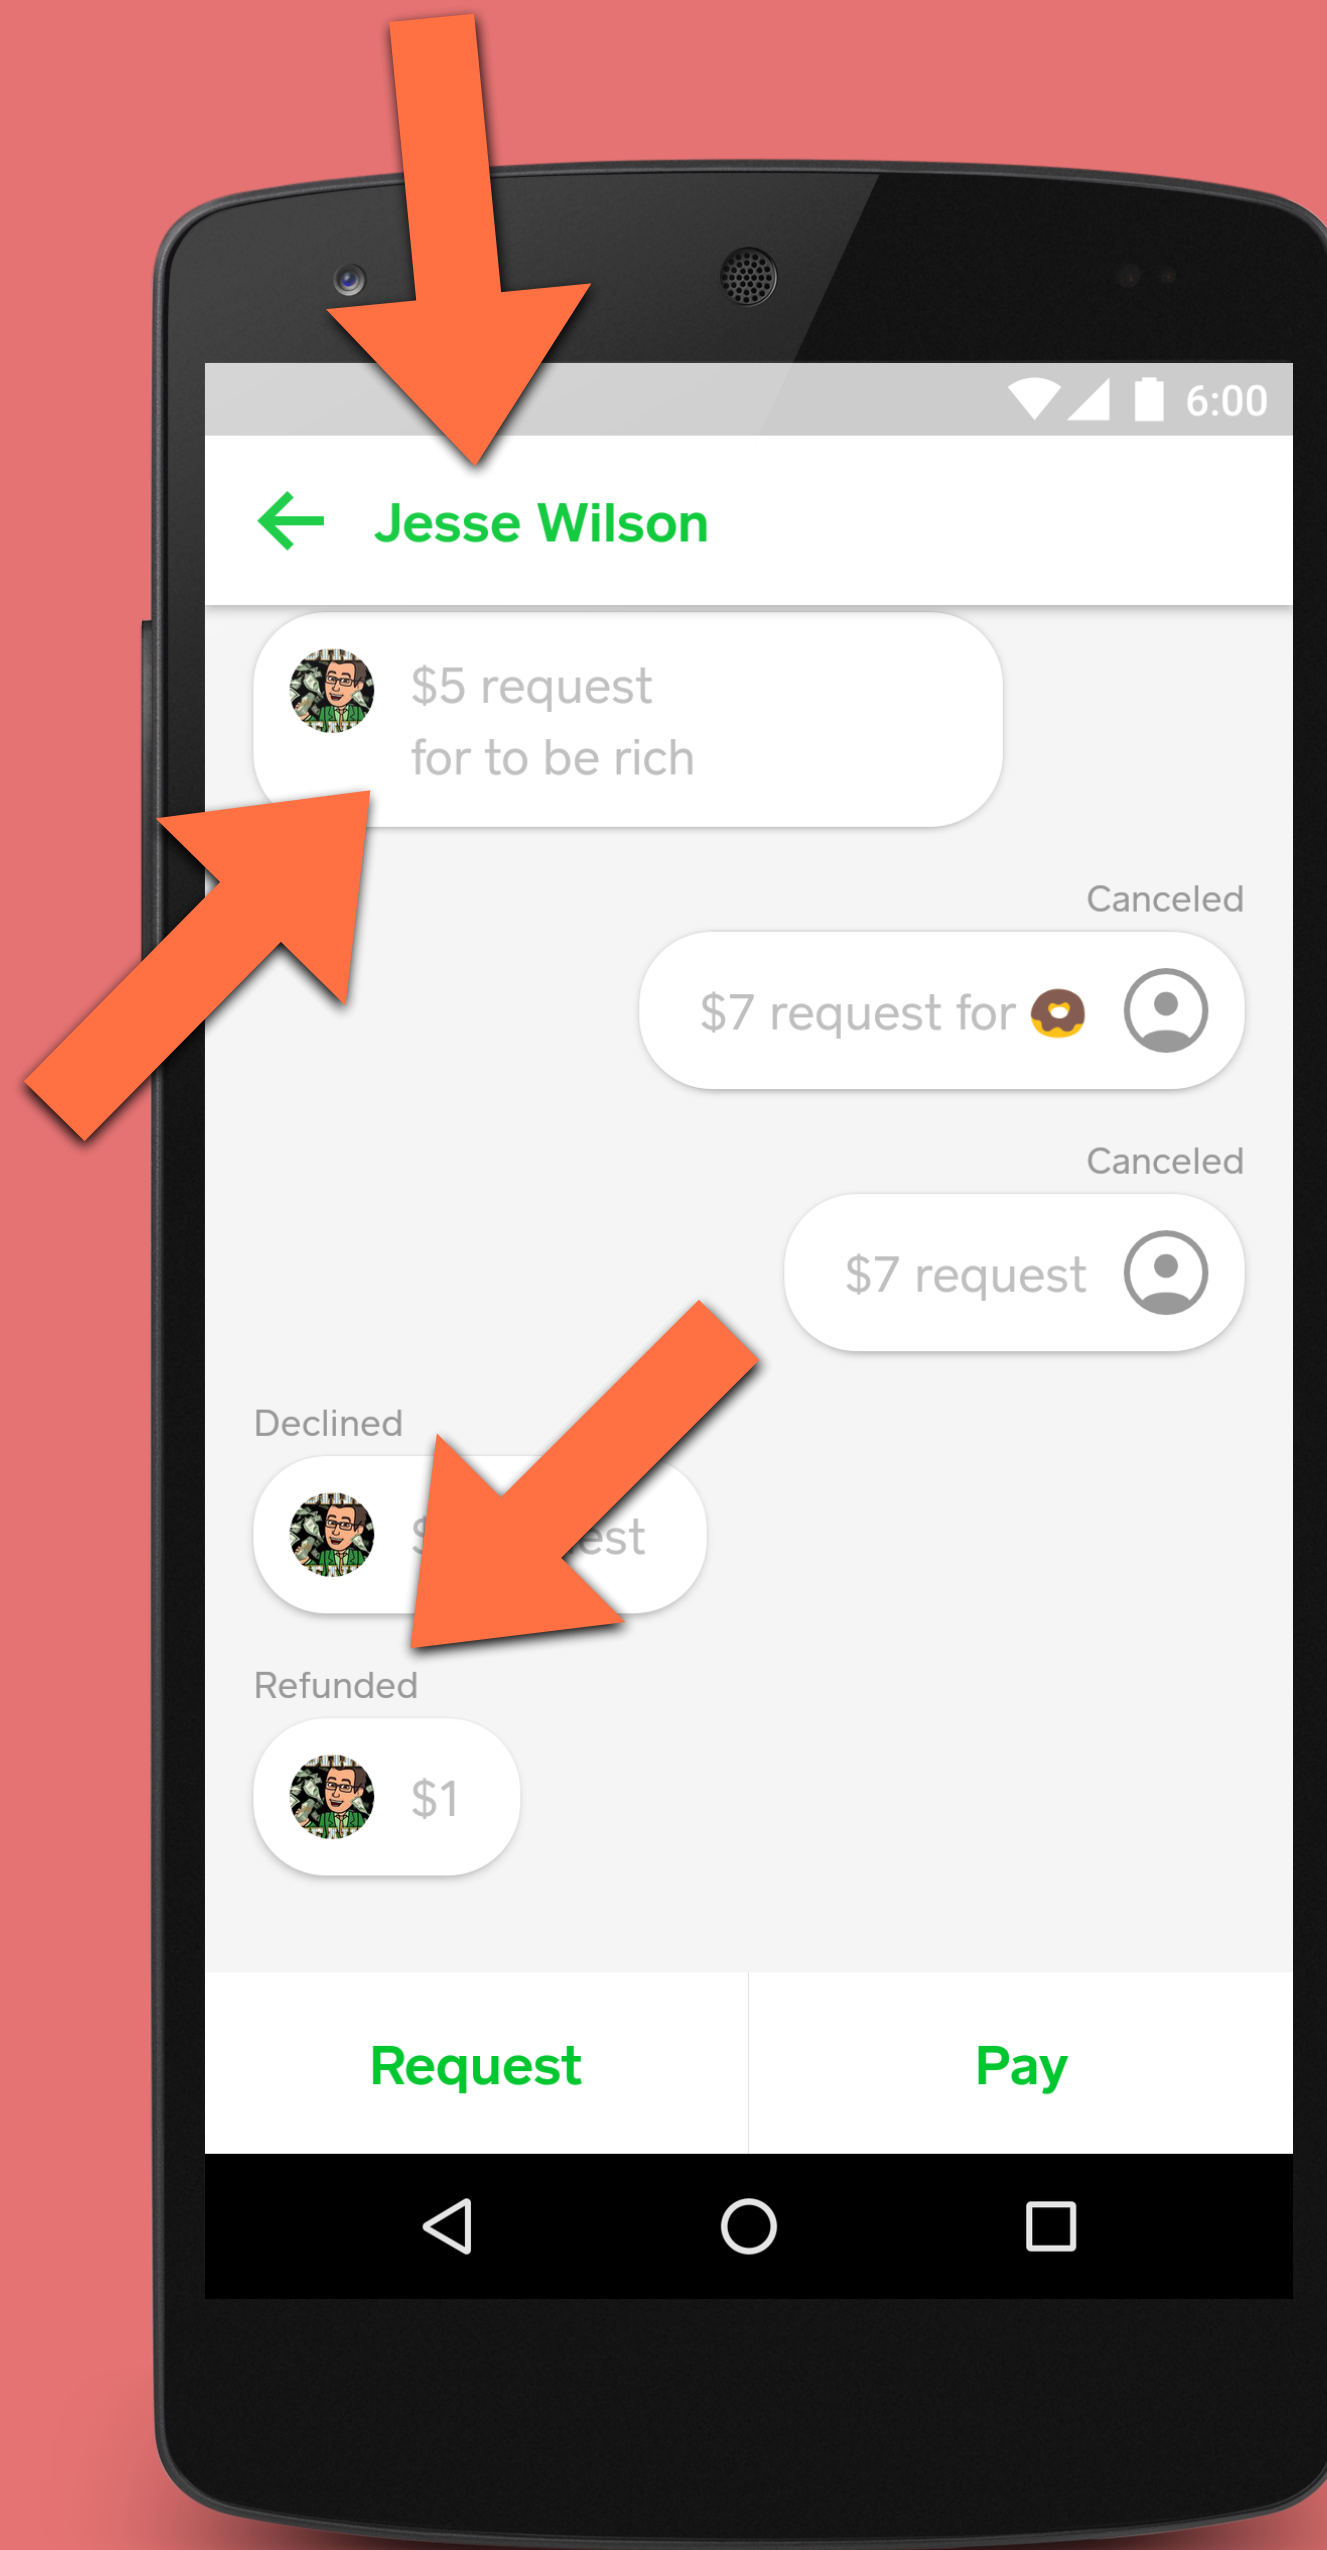 6:00
Jesse Wilson
$5 request
for to be rich
Canceled
$7 request for 🍩
Canceled
$7 request
Declined
Refunded
$1
Request
Pay